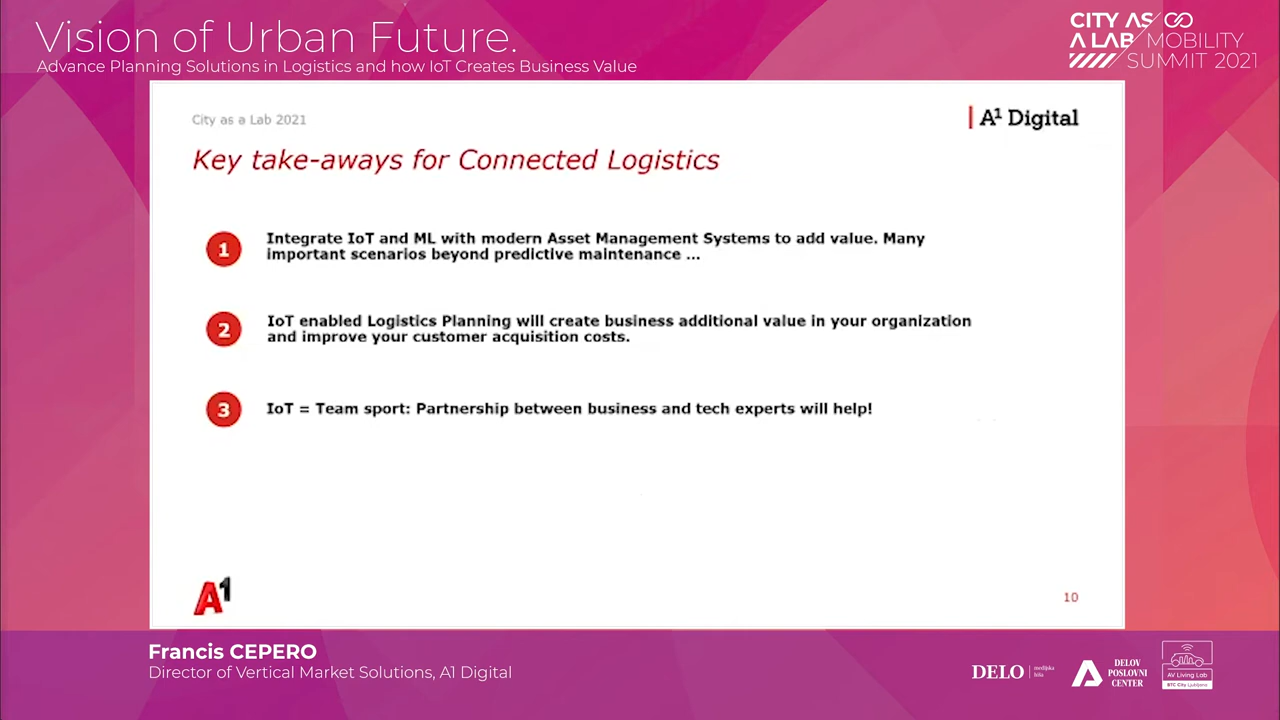 Vision of Urban Future.
Advance Planning Solutions in Logistics and how IoT Creates Business Value
CITY AS
A LAB / MOBILITY
SUMMIT 2021
City as a Lab 2021
A1 Digital
Key take-aways for Connected Logistics
1
Integrate IoT and ML with modern Asset Management Systems to add value. Many
important scenarios beyond predictive maintenance ...
2
IoT enabled Logistics Planning will create business additional value in your organization
and improve your customer acquisition costs.
3
IoT = Team sport: Partnership between business and tech experts will help!
A1
10
Francis CEPERO
Director of Vertical Market Solutions, A1 Digital
DELO medijska hiša
DELOV
POSLOVNI
CENTER
AV Living Lab
BTC City Ljubljana